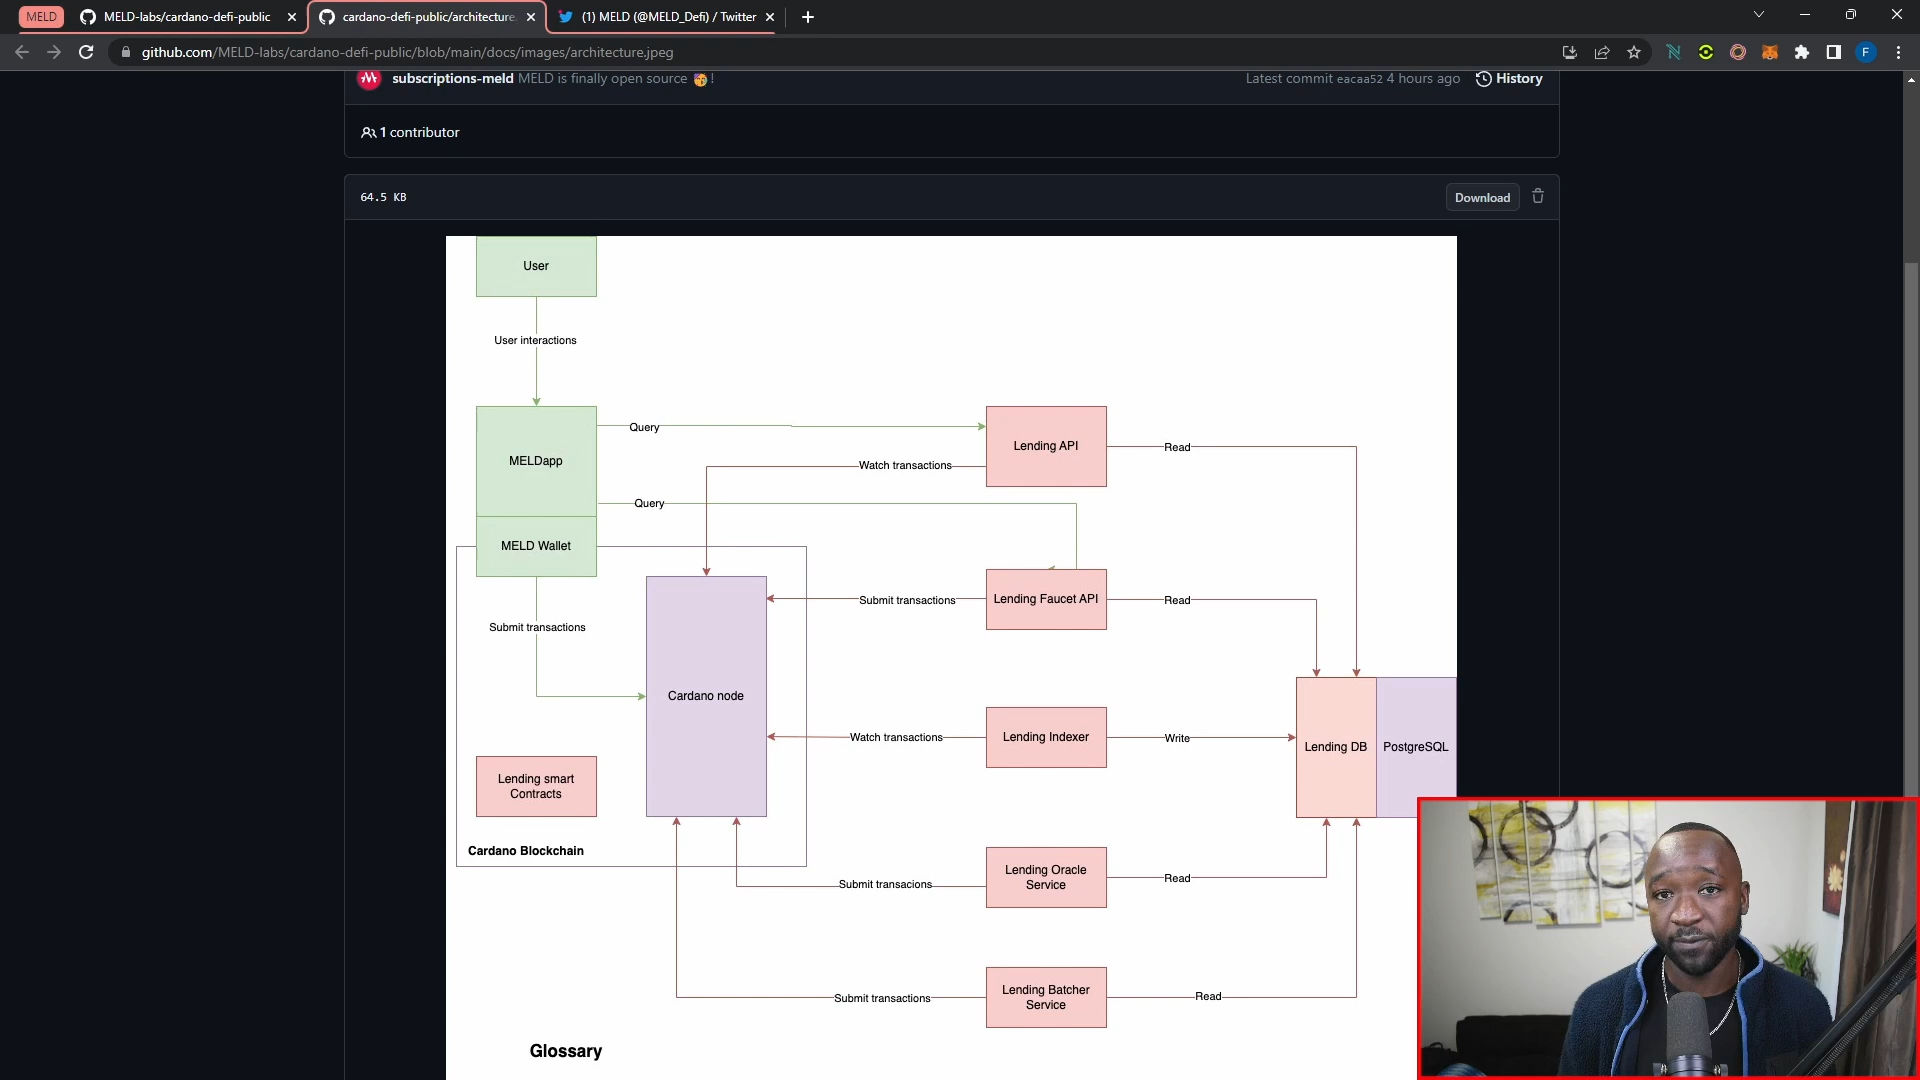 MELD
MELD-labs/cardano-defi-public
cardano-defi-public/architecture.
(1) MELD (@MELD_Defi) / Twitter
github.com/MELD-labs/cardano-defi-public/blob/main/docs/images/architecture.jpeg
F
subscriptions-meld MELD is finally open source 🥳!
Latest commit eacaa52 4 hours ago
History
1 contributor
64.5 KB
Download
User
User interactions
MELDapp
Query
Lending API
Read
Watch transactions
Query
MELD Wallet
Submit transactions
Lending Faucet API
Read
Submit transactions
Cardano node
Watch transactions
Lending Indexer
Write
Lending DB
PostgreSQL
Lending smart
Contracts
Cardano Blockchain
Submit transacions
Lending Oracle
Service
Read
Submit transactions
Lending Batcher
Service
Read
Glossary